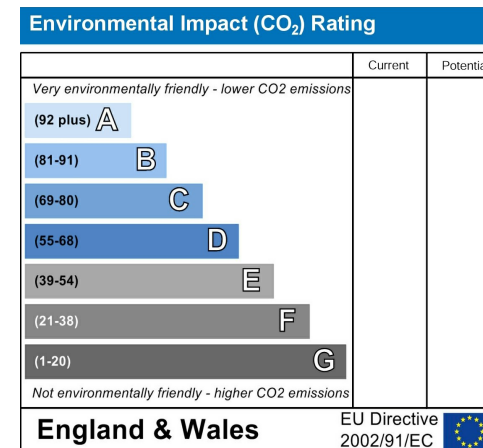 Environmental Impact (CO₂) Rating
Current Potentia
Very environmentally friendly - lower CO2 emissions
(92 plus) A
(81-91) B
(69-80) C
(55-68) D
(39-54) E
(21-38) F
(1-20) G
Not environmentally friendly - higher CO2 emissions
England & Wales
EU Directive
2002/91/EC